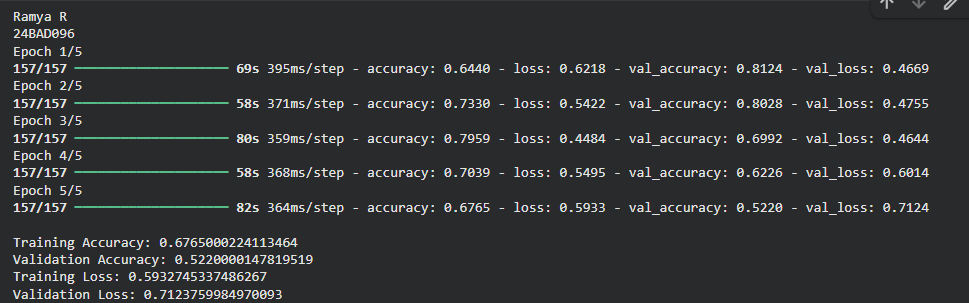 Ramya R
24BAD096
Epoch 1/5
157/157 ━━━━━━━━━━━━━━━━━━━━ 69s 395ms/step - accuracy: 0.6440 - loss: 0.6218 - val_accuracy: 0.8124 - val_loss: 0.4669
Epoch 2/5
157/157 ━━━━━━━━━━━━━━━━━━━━ 58s 371ms/step - accuracy: 0.7330 - loss: 0.5422 - val_accuracy: 0.8028 - val_loss: 0.4755
Epoch 3/5
157/157 ━━━━━━━━━━━━━━━━━━━━ 80s 359ms/step - accuracy: 0.7959 - loss: 0.4484 - val_accuracy: 0.6992 - val_loss: 0.4644
Epoch 4/5
157/157 ━━━━━━━━━━━━━━━━━━━━ 58s 368ms/step - accuracy: 0.7039 - loss: 0.5495 - val_accuracy: 0.6226 - val_loss: 0.6014
Epoch 5/5
157/157 ━━━━━━━━━━━━━━━━━━━━ 82s 364ms/step - accuracy: 0.6765 - loss: 0.5933 - val_accuracy: 0.5220 - val_loss: 0.7124
Training Accuracy: 0.6765000224113464
Validation Accuracy: 0.5220000147819519
Training Loss: 0.5932745337486267
Validation Loss: 0.7123759984970093